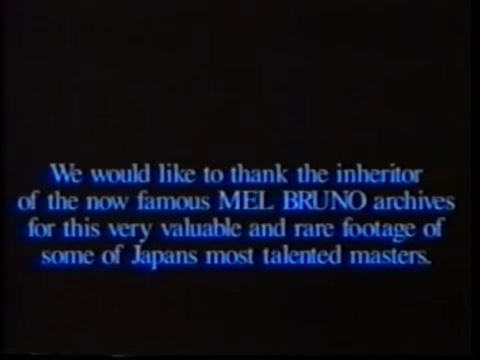 We would like to thank the inheritor
of the now famous MEL BRUNO archives
for this very valuable and rare footage of
some of Japans most talented masters.